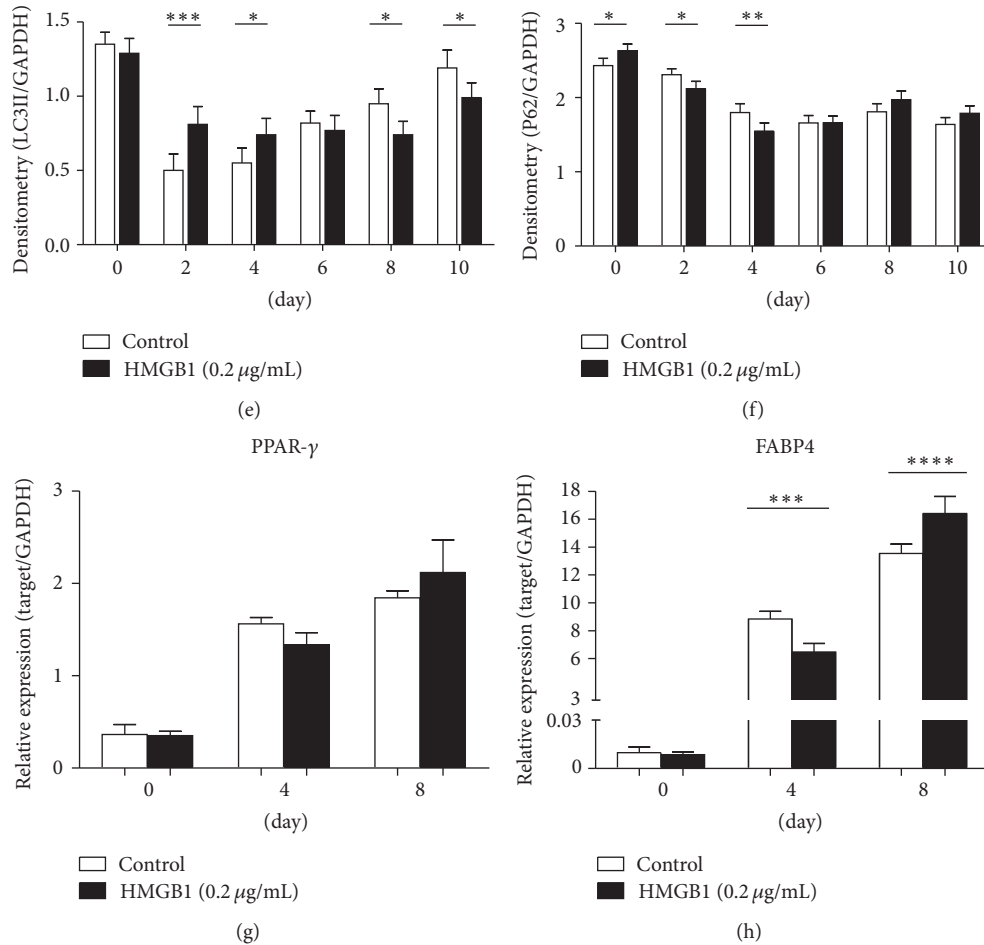 Densitometry (LC3II/GAPDH)
1.5
1.0
0.5
0.0
***
*
*
*
0
2
4
6
8
10
(day)
Control
HMGB1 (0.2 μg/mL)
(e)
Densitometry (P62/GAPDH)
3
2
1
0
*
*
**
0
2
4
6
8
10
(day)
Control
HMGB1 (0.2 μg/mL)
(f)
PPAR-γ
Relative expression (target/GAPDH)
3
2
1
0
0
4
8
(day)
Control
HMGB1 (0.2 μg/mL)
(g)
FABP4
Relative expression (target/GAPDH)
18
16
14
12
10
8
6
3
0.03
0
***
****
0
4
8
(day)
Control
HMGB1 (0.2 μg/mL)
(h)